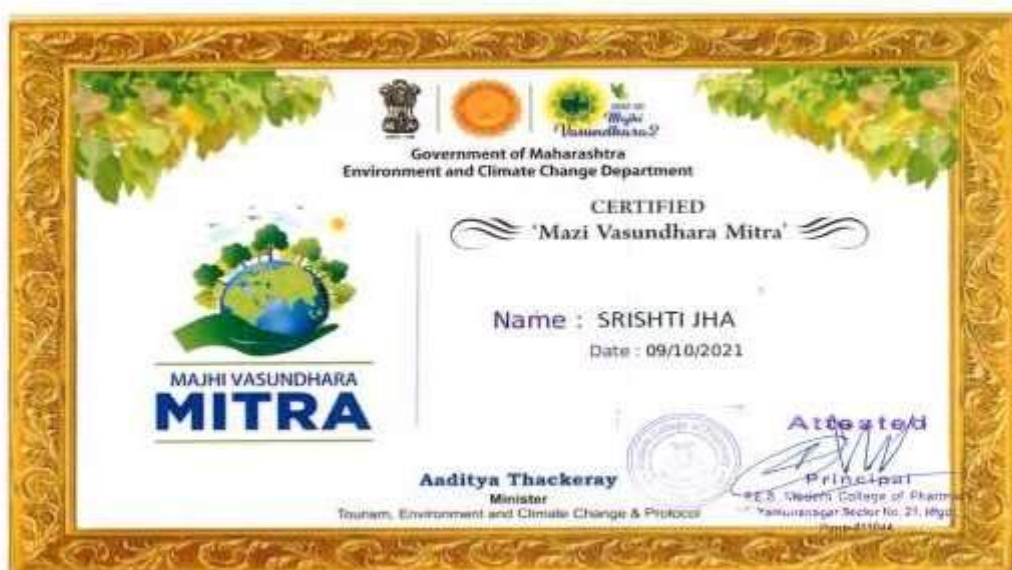 Majhi
Vasundhara2
Government of Maharashtra
Environment and Climate Change Department
CERTIFIED
'Mazi Vasundhara Mitra'
Name : SRISHTI JHA
Date : 09/10/2021
MAJHI VASUNDHARA
MITRA
Aaditya Thackeray
Minister
Tourism, Environment and Climate Change & Protocol
Attested
Principal
P.E.S. Modern College of Pharmacy
Yamunanagar Sector No. 21,